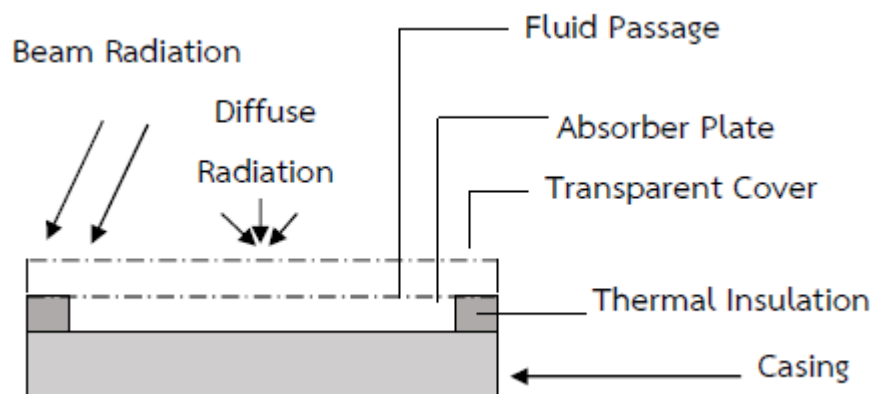 Fluid Passage
Beam Radiation
Diffuse
Radiation
Absorber Plate
Transparent Cover
Thermal Insulation
Casing